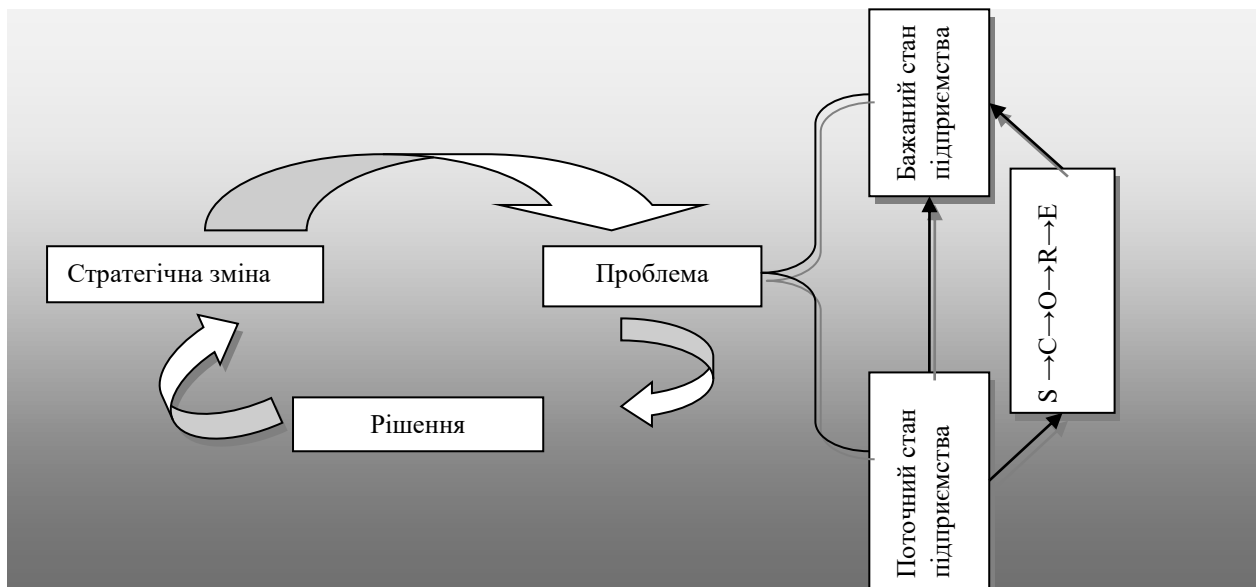 Бажаний стан
підприємства
Стратегічна зміна
Проблема
S →C→O→R→E
Рішення
Поточний стан
підприємства